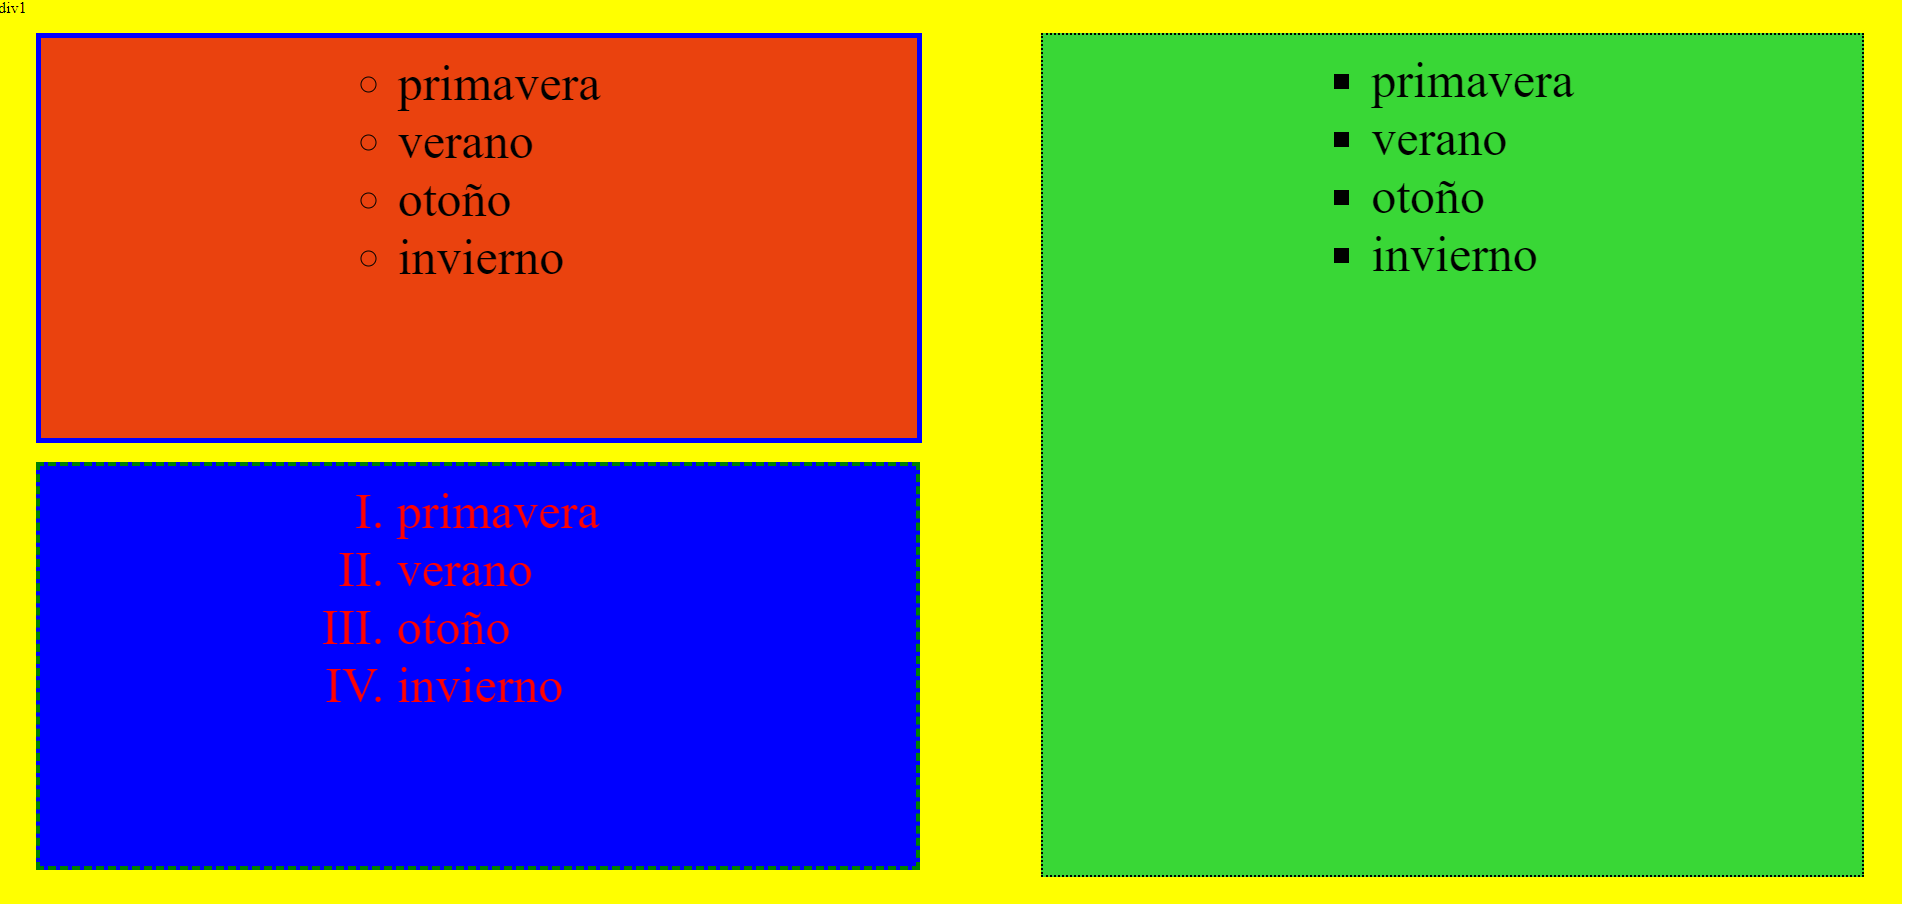 div1
primavera
verano
otoño
invierno
I. primavera
II. verano
III. otoño
IV. invierno
primavera
verano
otoño
invierno